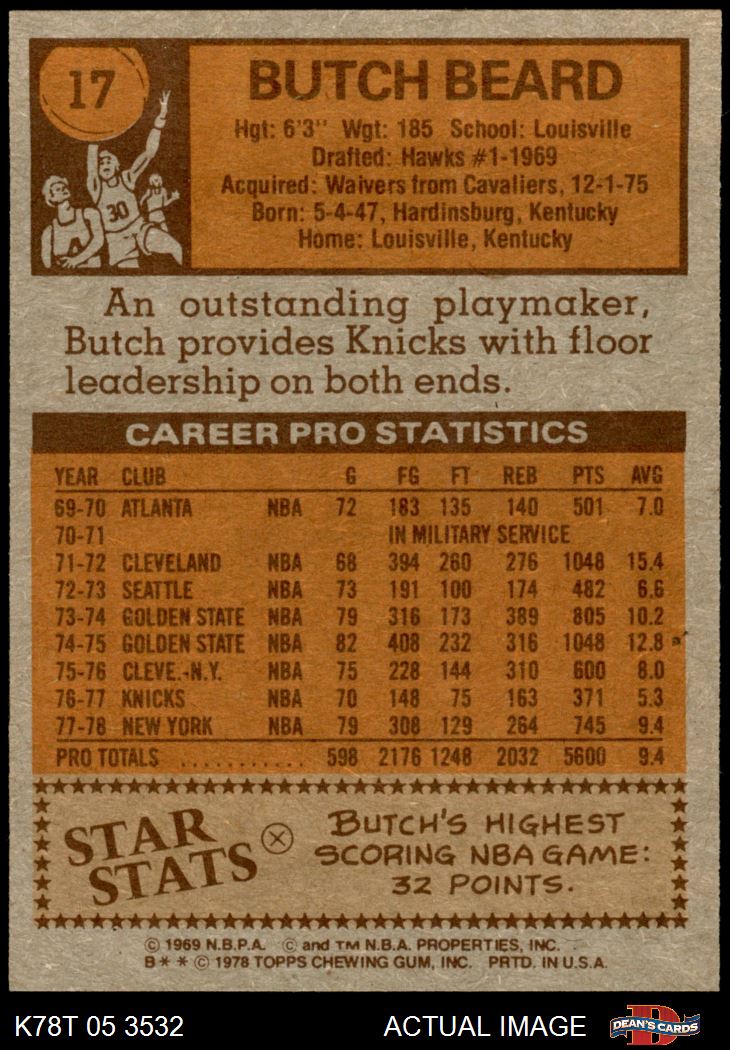 17
BUTCH BEARD
Hgt: 6'3" Wgt: 185 School: Louisville
Drafted: Hawks #1-1969
Acquired: Waivers from Cavaliers, 12-1-75
Born: 5-4-47, Hardinsburg, Kentucky
Home: Louisville, Kentucky
30
An outstanding playmaker,
Butch provides Knicks with floor
leadership on both ends.
CAREER PRO STATISTICS
YEAR CLUB G FG FT REB PTS AVG
69-70 ATLANTA NBA 72 183 135 140 501 7.0
70-71 IN MILITARY SERVICE
71-72 CLEVELAND NBA 68 394 260 276 1048 15.4
72-73 SEATTLE NBA 73 191 100 174 482 6.6
73-74 GOLDEN STATE NBA 79 316 173 389 805 10.2
74-75 GOLDEN STATE NBA 82 408 232 316 1048 12.8
75-76 CLEVE.-N.Y. NBA 75 228 144 310 600 8.0
76-77 KNICKS NBA 70 148 75 163 371 5.3
77-78 NEW YORK NBA 79 308 129 264 745 9.4
PRO TOTALS ........... 598 2176 1248 2032 5600 9.4
STAR STATS
BUTCH'S HIGHEST
SCORING NBA GAME:
32 POINTS.
© 1969 N.B.P.A. © and TM N.B.A. PROPERTIES, INC.
B** © 1978 TOPPS CHEWING GUM, INC. PRTD. IN U.S.A.
K78T 05 3532 ACTUAL IMAGE DEAN'S CARDS